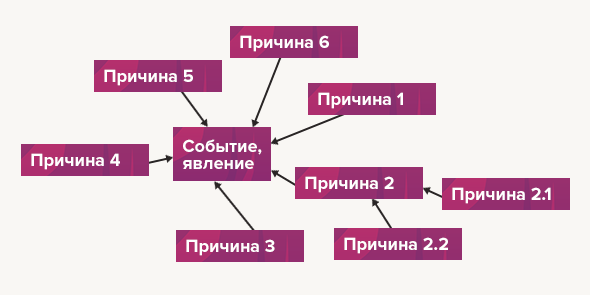 Причина 6
Причина 5
Причина 1
Событие,
явление
Причина 4
Причина 2
Причина 2.1
Причина 3
Причина 2.2